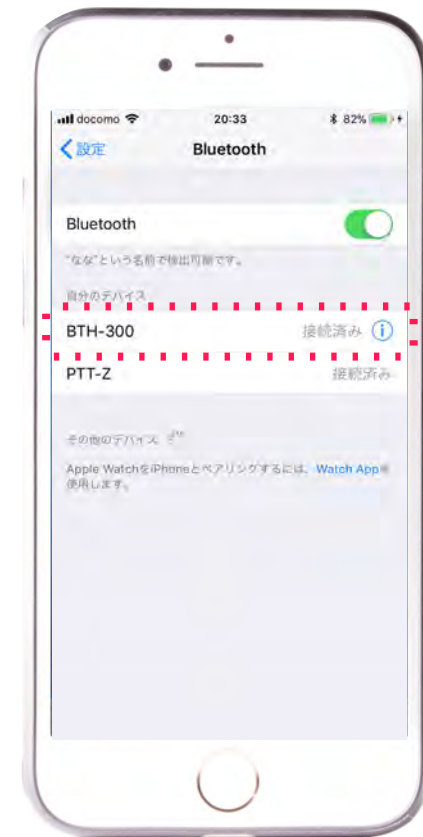 docomo 20:33 82%
設定 Bluetooth
Bluetooth
"なな"という名前で検出可能です。
自分のデバイス
BTH-300 接続済み
PTT-Z 接続済み
その他のデバイス
Apple WatchをiPhoneとペアリングするには、Watch Appを
使用します。